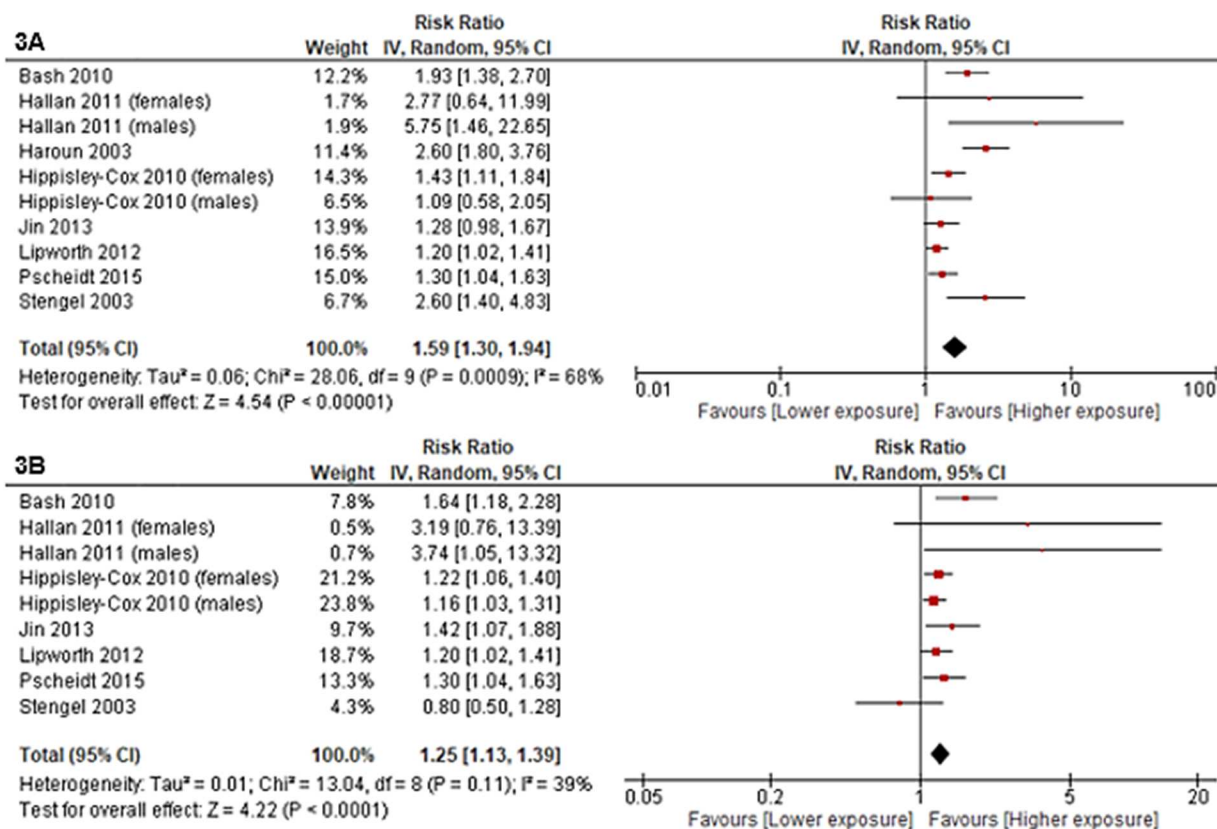 Risk Ratio Risk Ratio
3A Weight IV, Random, 95% CI IV, Random, 95% CI
Bash 2010 12.2% 1.93 [1.38, 2.70]
Hallan 2011 (females) 1.7% 2.77 [0.64, 11.99]
Hallan 2011 (males) 1.9% 5.75 [1.46, 22.65]
Haroun 2003 11.4% 2.60 [1.80, 3.76]
Hippisley-Cox 2010 (females) 14.3% 1.43 [1.11, 1.84]
Hippisley-Cox 2010 (males) 6.5% 1.09 [0.58, 2.05]
Jin 2013 13.9% 1.28 [0.98, 1.67]
Lipworth 2012 16.5% 1.20 [1.02, 1.41]
Pscheidt 2015 15.0% 1.30 [1.04, 1.63]
Stengel 2003 6.7% 2.60 [1.40, 4.83]
Total (95% CI) 100.0% 1.59 [1.30, 1.94]
Heterogeneity: Tau² = 0.06; Chi² = 28.06, df = 9 (P = 0.0009); I² = 68%
Test for overall effect: Z = 4.54 (P < 0.00001)
0.01 0.1 1 10 100
Favours [Lower exposure] Favours [Higher exposure]
Risk Ratio Risk Ratio
3B Weight IV, Random, 95% CI IV, Random, 95% CI
Bash 2010 7.8% 1.64 [1.18, 2.28]
Hallan 2011 (females) 0.5% 3.19 [0.76, 13.39]
Hallan 2011 (males) 0.7% 3.74 [1.05, 13.32]
Hippisley-Cox 2010 (females) 21.2% 1.22 [1.06, 1.40]
Hippisley-Cox 2010 (males) 23.8% 1.16 [1.03, 1.31]
Jin 2013 9.7% 1.42 [1.07, 1.88]
Lipworth 2012 18.7% 1.20 [1.02, 1.41]
Pscheidt 2015 13.3% 1.30 [1.04, 1.63]
Stengel 2003 4.3% 0.80 [0.50, 1.28]
Total (95% CI) 100.0% 1.25 [1.13, 1.39]
Heterogeneity: Tau² = 0.01; Chi² = 13.04, df = 8 (P = 0.11); I² = 39%
Test for overall effect: Z = 4.22 (P < 0.0001)
0.05 0.2 1 5 20
Favours [Lower exposure] Favours [Higher exposure]